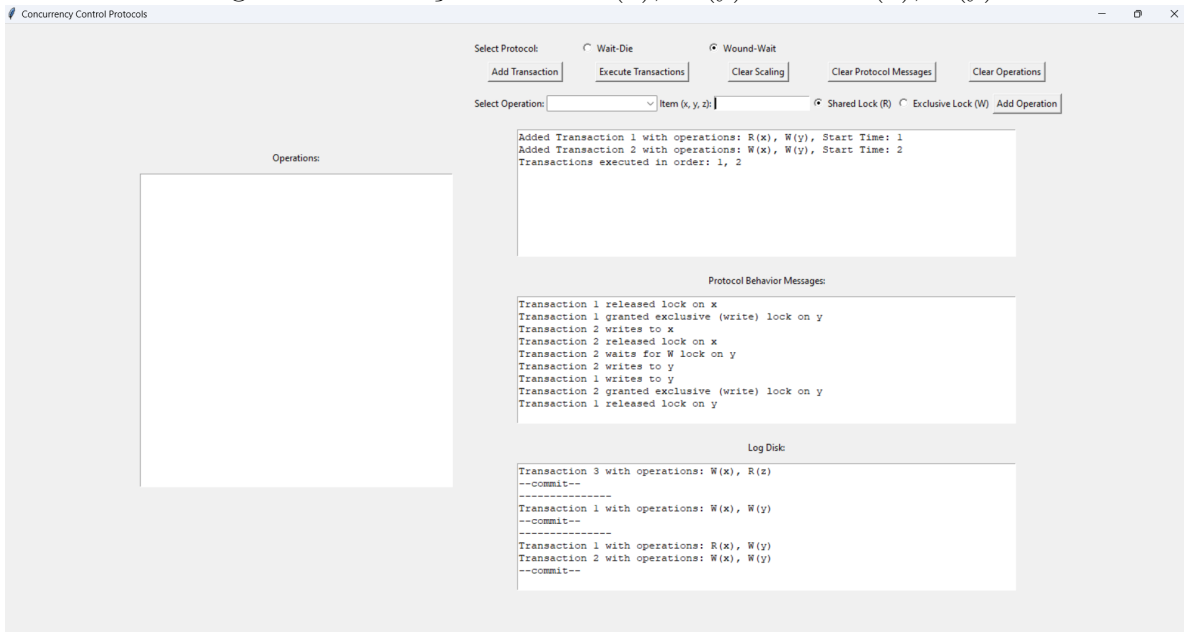 Concurrency Control Protocols
Select Protocol: Wait-Die Wound-Wait
Add Transaction Execute Transactions Clear Scaling Clear Protocol Messages Clear Operations
Select Operation: Item (x, y, z): Shared Lock (R) Exclusive Lock (W) Add Operation
Operations:
Added Transaction 1 with operations: R(x), W(y), Start Time: 1
Added Transaction 2 with operations: W(x), W(y), Start Time: 2
Transactions executed in order: 1, 2
Protocol Behavior Messages:
Transaction 1 released lock on x
Transaction 1 granted exclusive (write) lock on y
Transaction 2 writes to x
Transaction 2 released lock on x
Transaction 2 waits for W lock on y
Transaction 2 writes to y
Transaction 1 writes to y
Transaction 2 granted exclusive (write) lock on y
Transaction 1 released lock on y
Log Disk:
Transaction 3 with operations: W(x), R(z)
--commit--
---------------
Transaction 1 with operations: W(x), W(y)
--commit--
---------------
Transaction 1 with operations: R(x), W(y)
Transaction 2 with operations: W(x), W(y)
--commit--